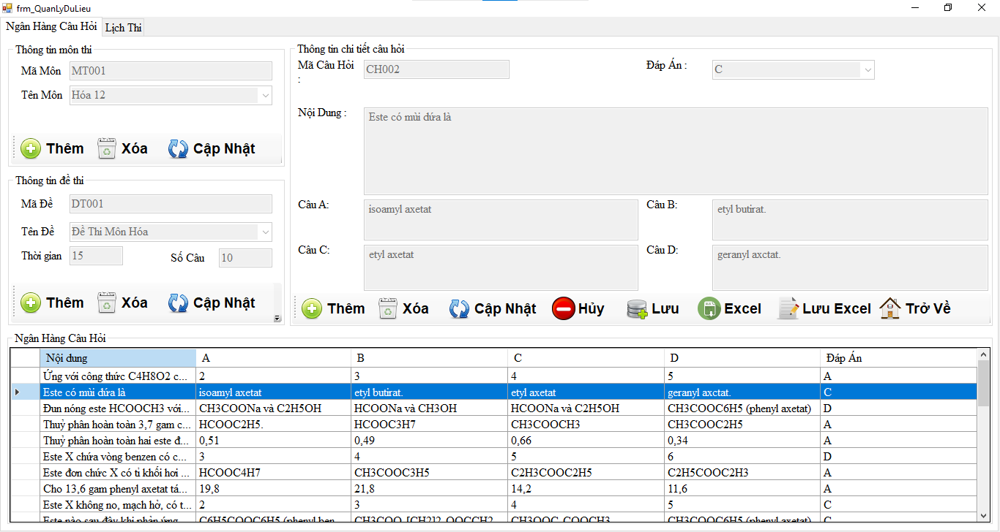 frm_QuanLyDuLieu
Ngân Hàng Câu Hỏi Lịch Thi
Thông tin môn thi
Mã Môn MT001
Tên Môn Hóa 12
Thêm Xóa Cập Nhật
Thông tin đề thi
Mã Đề DT001
Tên Đề Đề Thi Môn Hóa
Thời gian 15 Số Câu 10
Thêm Xóa Cập Nhật
Thông tin chi tiết câu hỏi
Mã Câu Hỏi : CH002 Đáp Án : C
Nội Dung : Este có mùi dứa là
Câu A: isoamyl axetat Câu B: etyl butirat.
Câu C: etyl axetat Câu D: geranyl axctat.
Thêm Xóa Cập Nhật Hủy Lưu Excel Lưu Excel Trở Về
Ngân Hàng Câu Hỏi
Nội dung A B C D Đáp Án
Ứng với công thức C4H8O2 c... 2 3 4 5 A
Este có mùi dứa là isoamyl axetat etyl butirat. etyl axetat geranyl axctat. C
Đun nóng este HCOOCH3 với... CH3COONa và C2H5OH HCOONa và CH3OH HCOONa và C2H5OH CH3COOC6H5 (phenyl axetat) D
Thuỷ phân hoàn toàn 3,7 gam c... HCOOC2H5. HCOOC3H7 CH3COOCH3 CH3COOC2H5 A
Thuỷ phân hoàn toàn hai este đ... 0,51 0,49 0,66 0,34 A
Este X chứa vòng benzen có c... 3 4 5 6 D
Este đơn chức X có tỉ khối hơi ... HCOOC4H7 CH3COOC3H5 C2H3COOC2H5 C2H5COOC2H3 A
Cho 13,6 gam phenyl axetat tá... 19,8 21,8 14,2 11,6 A
Este X không no, mạch hở, có t... 2 3 4 5 C
Este nào sau đây khi phản ứng ... C6H5COOC6H5 (phenyl ben... CH3COO-[CH2]2-OOCCH2... CH3OOC-COOCH3 CH3COOC6H5 (phenyl axetat) C